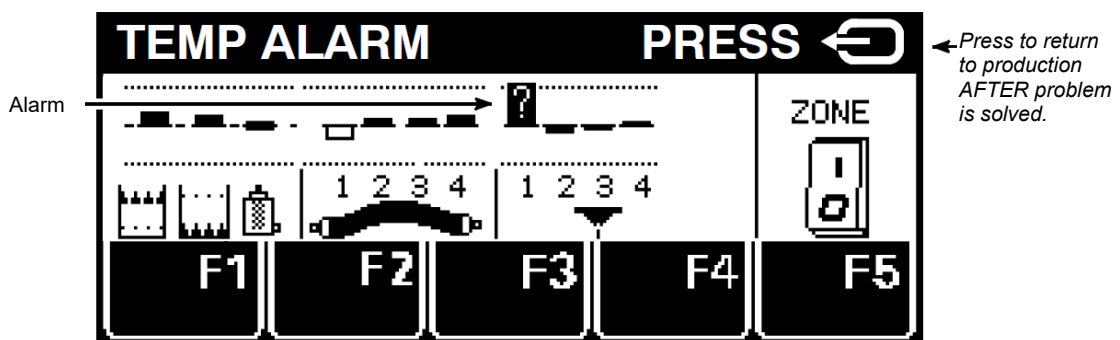 TEMP ALARM PRESS
Press to return
to production
AFTER problem
is solved.
Alarm
?
ZONE
I
O
1 2 3 4 1 2 3 4
F1 F2 F3 F4 F5